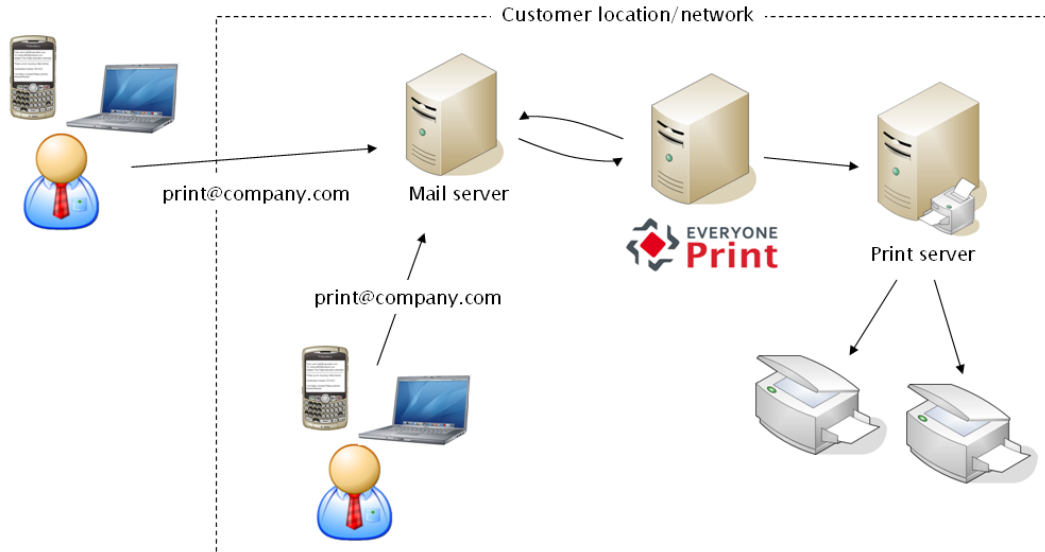 Customer location/network
print@company.com
Mail server
EVERYONE
Print
Print server
print@company.com